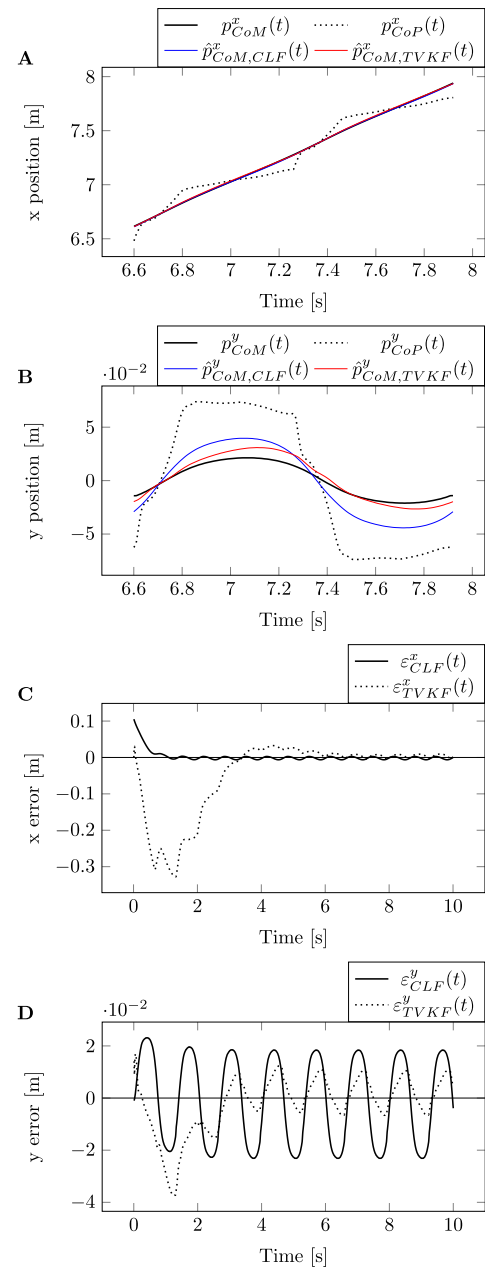 p^x_{CoM}(t) p^x_{CoP}(t)
p̂^x_{CoM,CLF}(t) p̂^x_{CoM,TVKF}(t)
A
8
7.5
7
6.5
x position [m]
6.6 6.8 7 7.2 7.4 7.6 7.8 8
Time [s]
p^y_{CoM}(t) p^y_{CoP}(t)
p̂^y_{CoM,CLF}(t) p̂^y_{CoM,TVKF}(t)
B
·10^{−2}
5
0
−5
y position [m]
6.6 6.8 7 7.2 7.4 7.6 7.8 8
Time [s]
ε^x_{CLF}(t)
ε^x_{TVKF}(t)
C
0.1
0
−0.1
−0.2
−0.3
x error [m]
0 2 4 6 8 10
Time [s]
ε^y_{CLF}(t)
ε^y_{TVKF}(t)
D
·10^{−2}
2
0
−2
−4
y error [m]
0 2 4 6 8 10
Time [s]